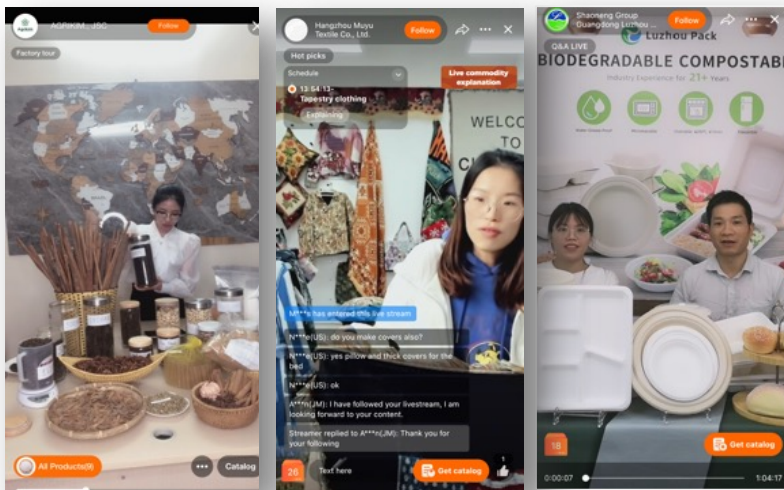 AGRIKIM., JSC
Follow
Factory tour
All Products(9)
Catalog
Hangzhou Muyu
Textile Co., Ltd.
Follow
Hot picks
Schedule
Live commodity
explanation
13:54:13-
Tapestry clothing
Explaining
WELCO
TO
M***s has entered this live stream
N***e(US): do you make covers also?
N***e(US): yes pillow and thick covers for the
bed
N***e(US): ok
A***n(JM): I have followed your livestream, I am
looking forward to your content.
Streamer replied to A***n(JM): Thank you for
your following
26
Text here
Get catalog
Shaoneng Group
Guangdong Luzhou ...
Follow
Q&A LIVE
Luzhou Pack
BIODEGRADABLE COMPOSTAB
Industry Experience for 21+ Years
18
Get catalog
0:00:07
1:04:17